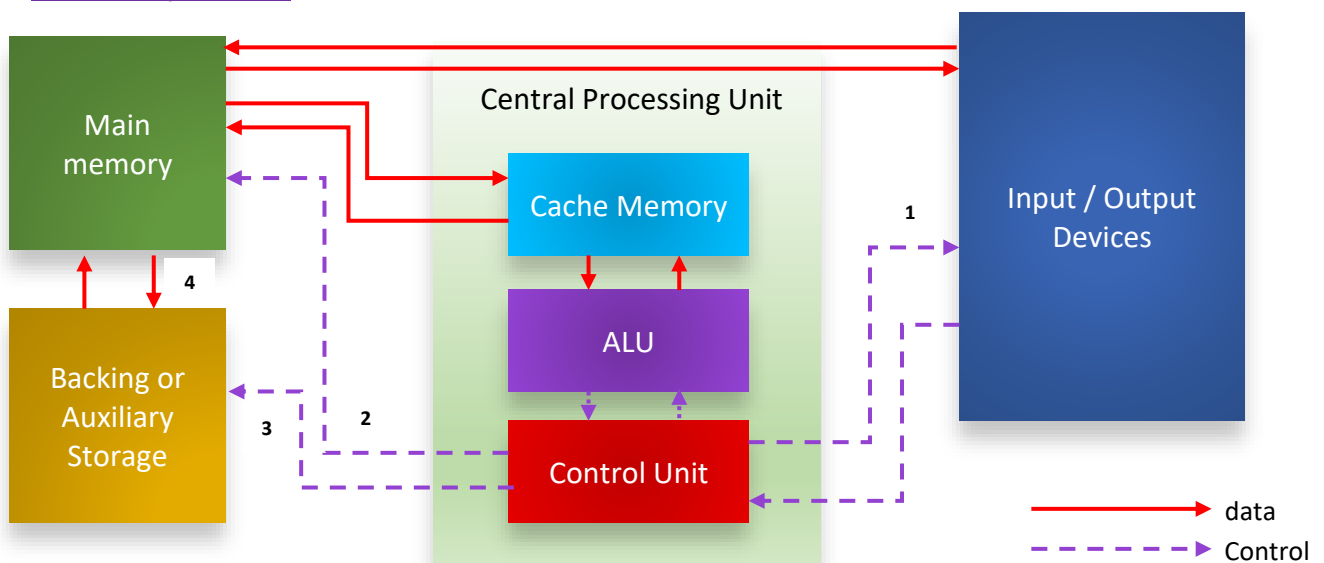 Central Processing Unit
Main
memory
Cache Memory
1
Input / Output
Devices
4
ALU
Backing or
Auxiliary
Storage
3
2
Control Unit
data
Control